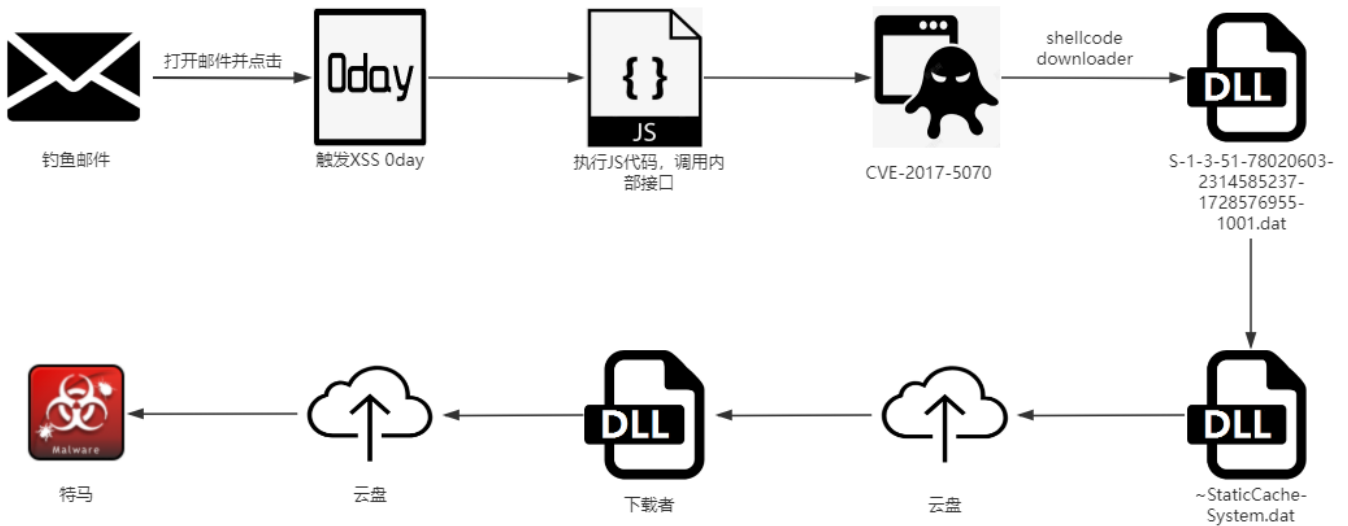 打开邮件并点击
shellcode
downloader
0day
{ }
JS
DLL
钓鱼邮件
触发XSS 0day
执行JS代码，调用内
部接口
CVE-2017-5070
S-1-3-51-78020603-
2314585237-
1728576955-
1001.dat
Malware
DLL
DLL
特马
云盘
下载者
云盘
~StaticCache-
System.dat